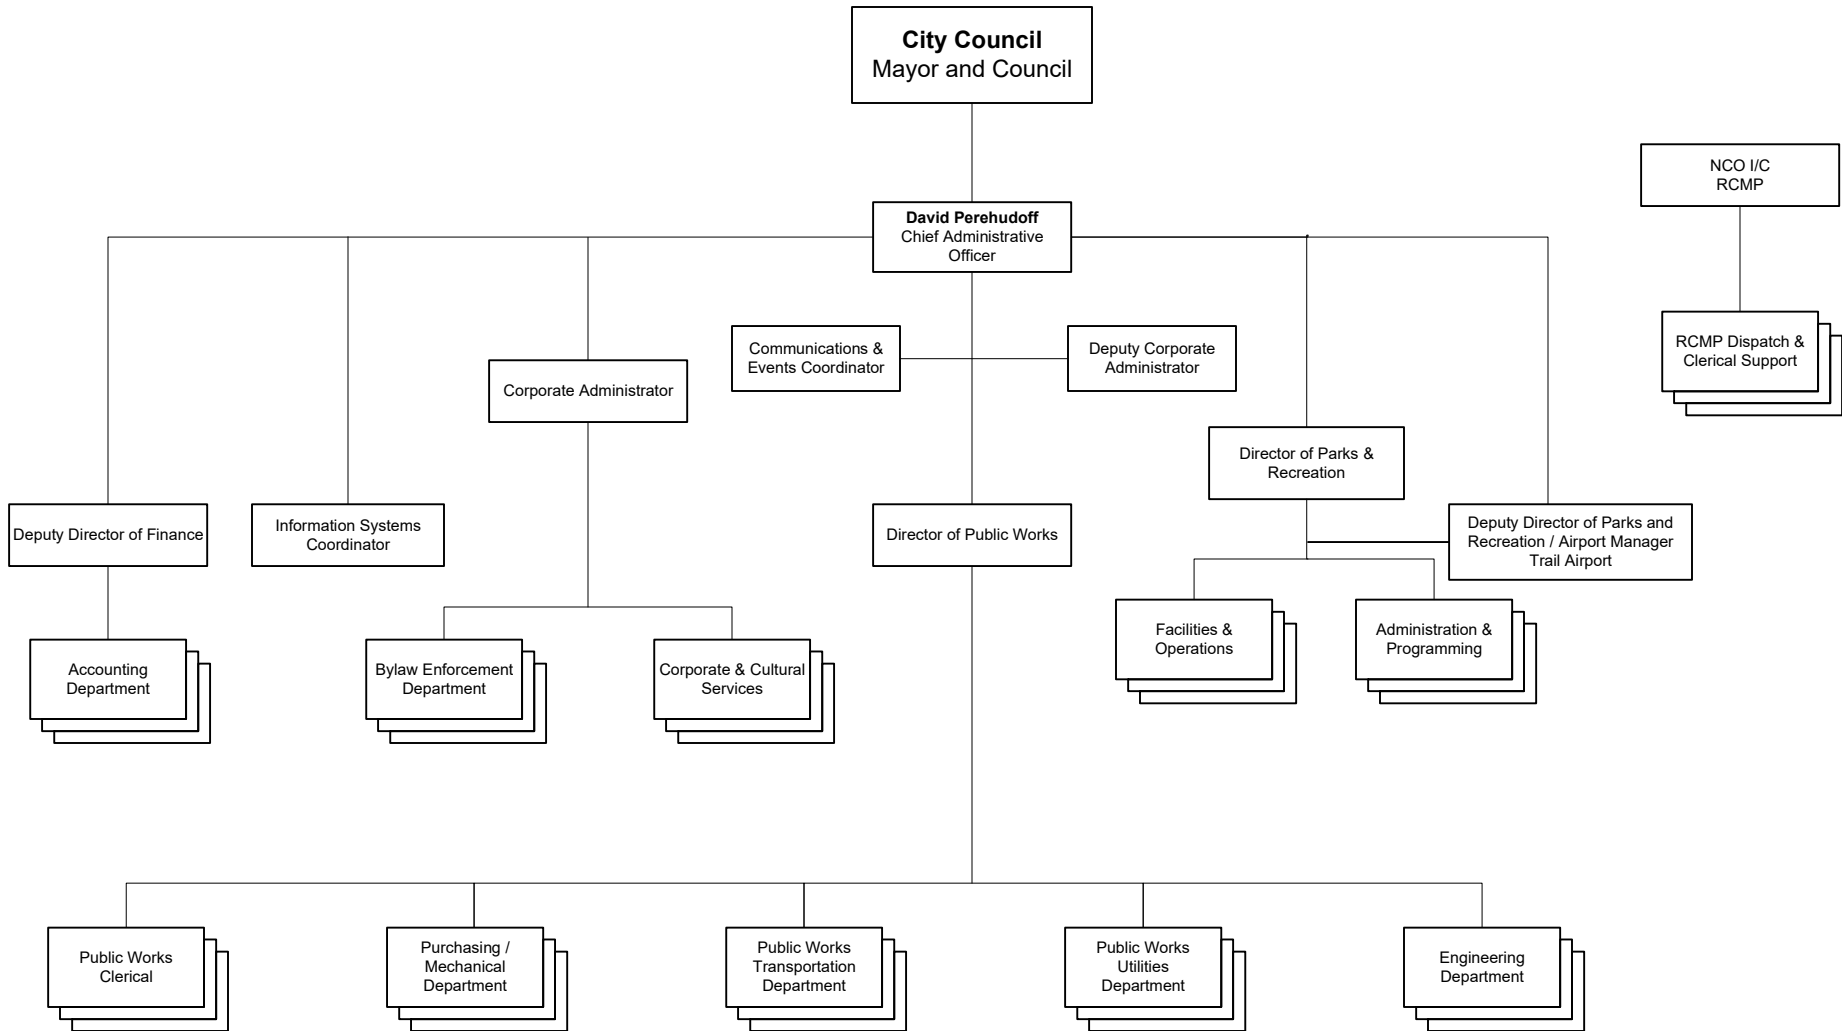 City Council
Mayor and Council
NCO I/C
RCMP
David Perehudoff
Chief Administrative
Officer
RCMP Dispatch &
Clerical Support
Communications &
Events Coordinator
Deputy Corporate
Administrator
Corporate Administrator
Director of Parks &
Recreation
Deputy Director of Finance
Information Systems
Coordinator
Director of Public Works
Deputy Director of Parks and
Recreation / Airport Manager
Trail Airport
Facilities &
Operations
Administration &
Programming
Accounting
Department
Bylaw Enforcement
Department
Corporate & Cultural
Services
Public Works
Clerical
Purchasing /
Mechanical
Department
Public Works
Transportation
Department
Public Works
Utilities
Department
Engineering
Department